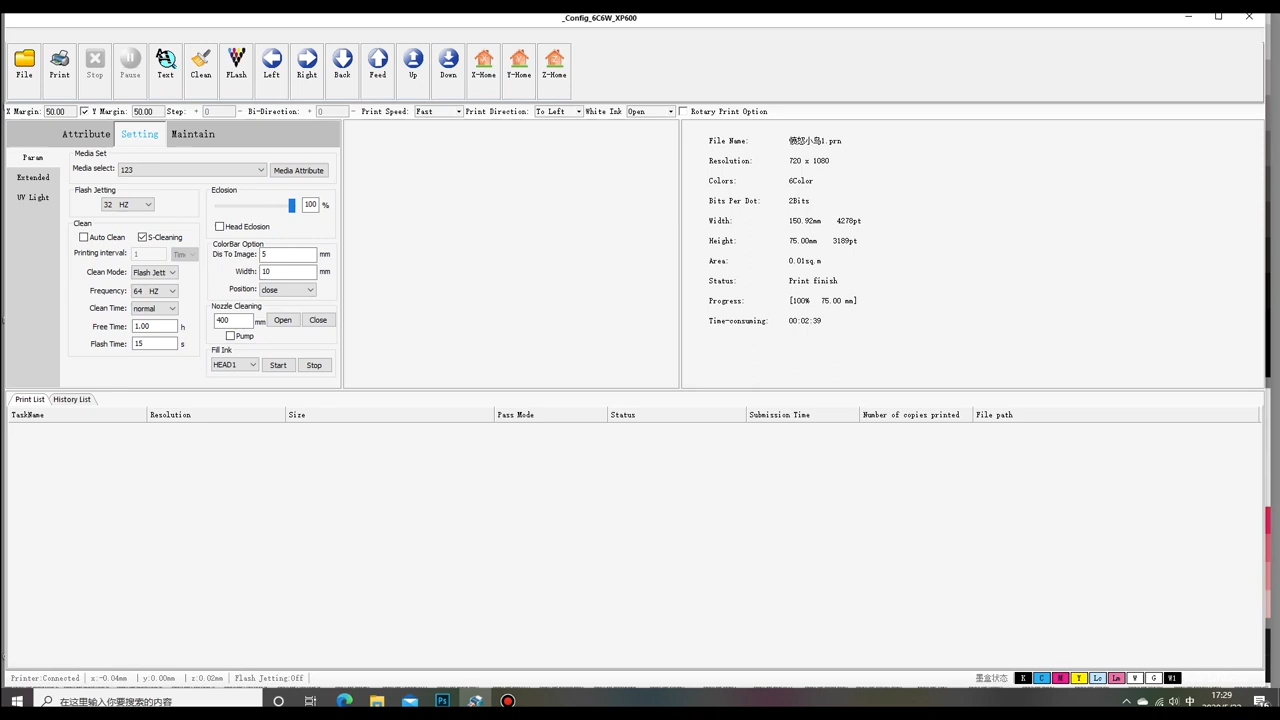 _Config_6C6W_XP600
File Print Stop Pause Text Clean FLash Left Right Back Feed Up Down X-Home Y-Home Z-Home
X Margin: 50.00 Y Margin: 50.00 Step: + 0 - Bi-Direction: + 0 - Print Speed: Fast Print Direction: To Left White Ink Open Rotary Print Option
Attribute Setting Maintain
Param
Extended
UV Light
Media Set
Media select: 123 Media Attribute
Flash Jetting
32 HZ
Clean
Auto Clean S-Cleaning
Printing interval: 1 Tim
Clean Mode: Flash Jett
Frequency: 64 HZ
Clean Time: normal
Free Time: 1.00 h
Flash Time: 15 s
Eclosion
100 %
Head Eclosion
ColorBar Option
Dis To Image: 5 mm
Width: 10 mm
Position: close
Nozzle Cleaning
400 mm Open Close
Pump
Fill Ink
HEAD1 Start Stop
File Name: 愤怒小鸟1.prn
Resolution: 720 x 1080
Colors: 6Color
Bits Per Dot: 2Bits
Width: 150.92mm 4278pt
Height: 75.00mm 3189pt
Area: 0.01sq.m
Status: Print finish
Progress: [100% 75.00 mm]
Time-consuming: 00:02:39
Print List History List
TaskName Resolution Size Pass Mode Status Submission Time Number of copies printed File path
Printer:Connected x:-0.04mm y:0.00mm z:0.02mm Flash Jetting:Off 墨盒状态 K C M Y Lc Lm W G W1
在这里输入你要搜索的内容 Ps 中 17:29